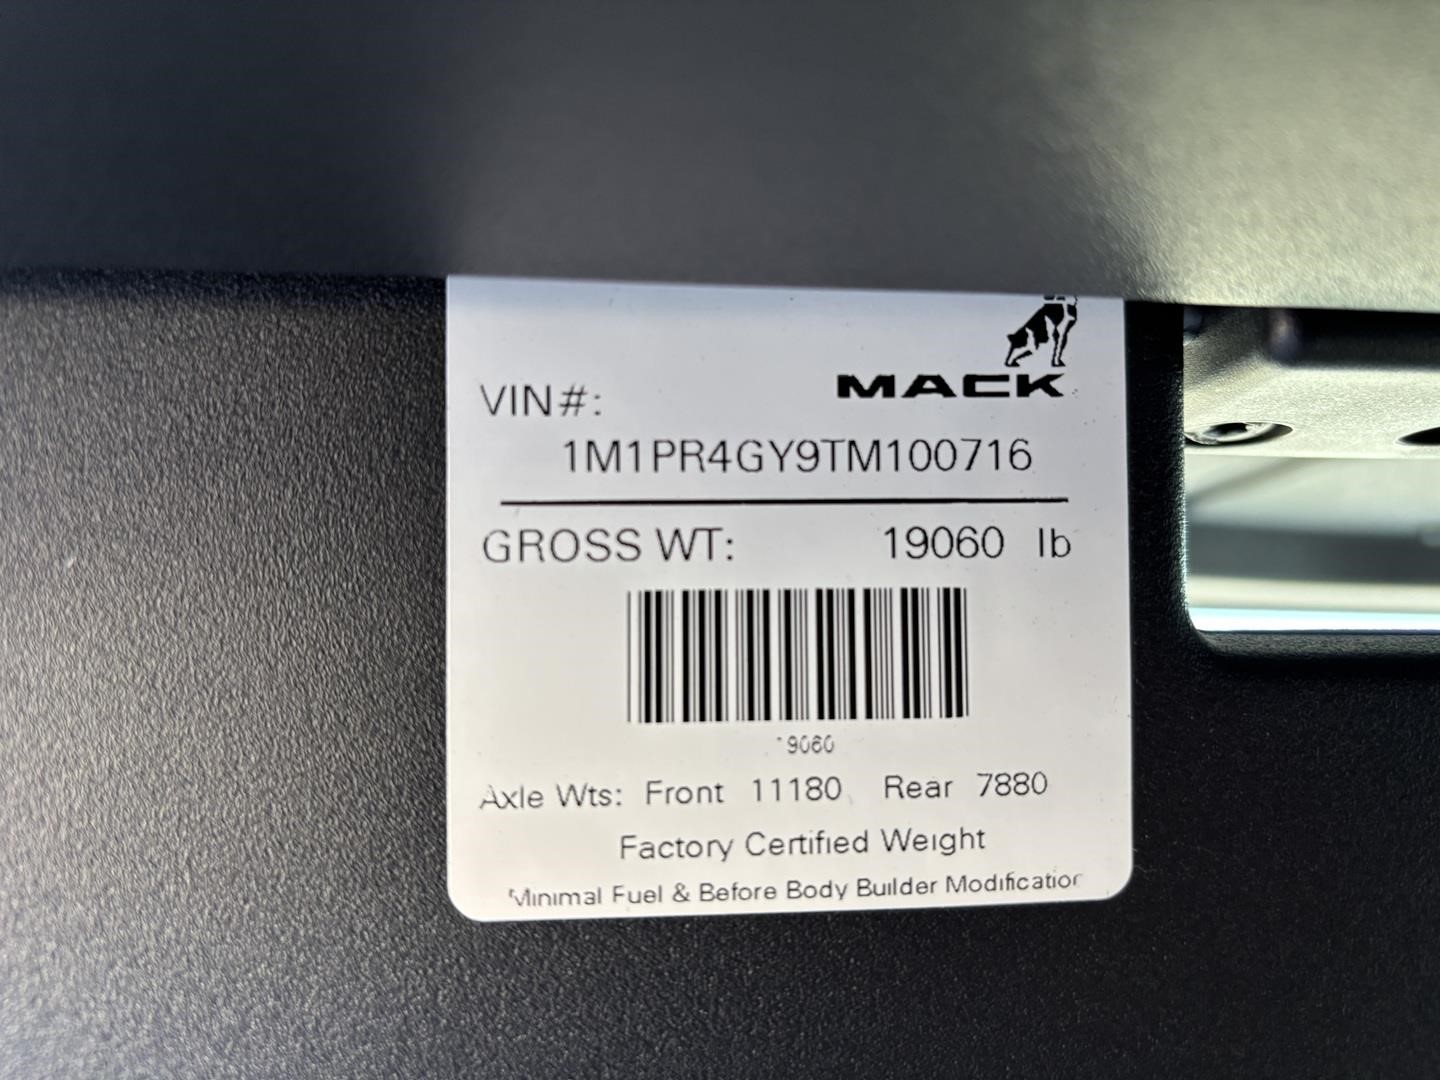 MACK
VIN#:
1M1PR4GY9TM100716
GROSS WT: 19060 lb
19060
Axle Wts: Front 11180 Rear 7880
Factory Certified Weight
*Minimal Fuel & Before Body Builder Modification